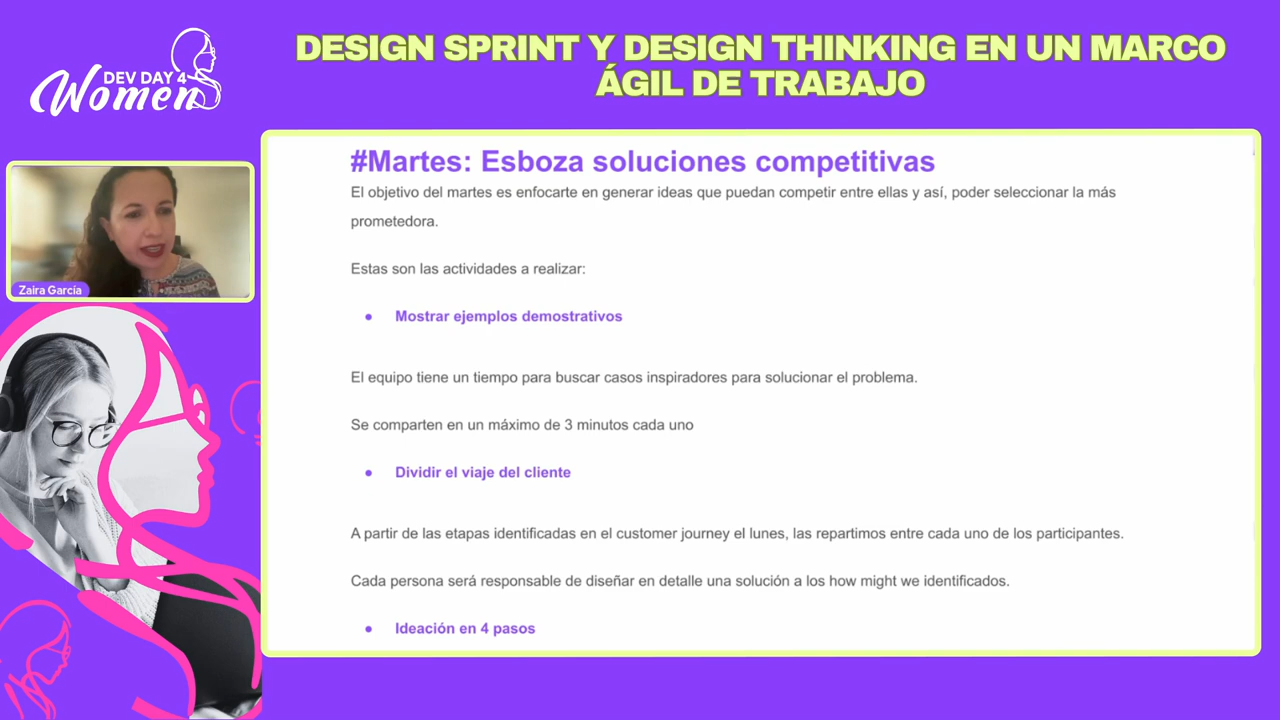 DEV DAY 4
Women
DESIGN SPRINT Y DESIGN THINKING EN UN MARCO
ÁGIL DE TRABAJO
Zaira García
#Martes: Esboza soluciones competitivas
El objetivo del martes es enfocarte en generar ideas que puedan competir entre ellas y así, poder seleccionar la más
prometedora.
Estas son las actividades a realizar:
● Mostrar ejemplos demostrativos
El equipo tiene un tiempo para buscar casos inspiradores para solucionar el problema.
Se comparten en un máximo de 3 minutos cada uno
● Dividir el viaje del cliente
A partir de las etapas identificadas en el customer journey el lunes, las repartimos entre cada uno de los participantes.
Cada persona será responsable de diseñar en detalle una solución a los how might we identificados.
● Ideación en 4 pasos